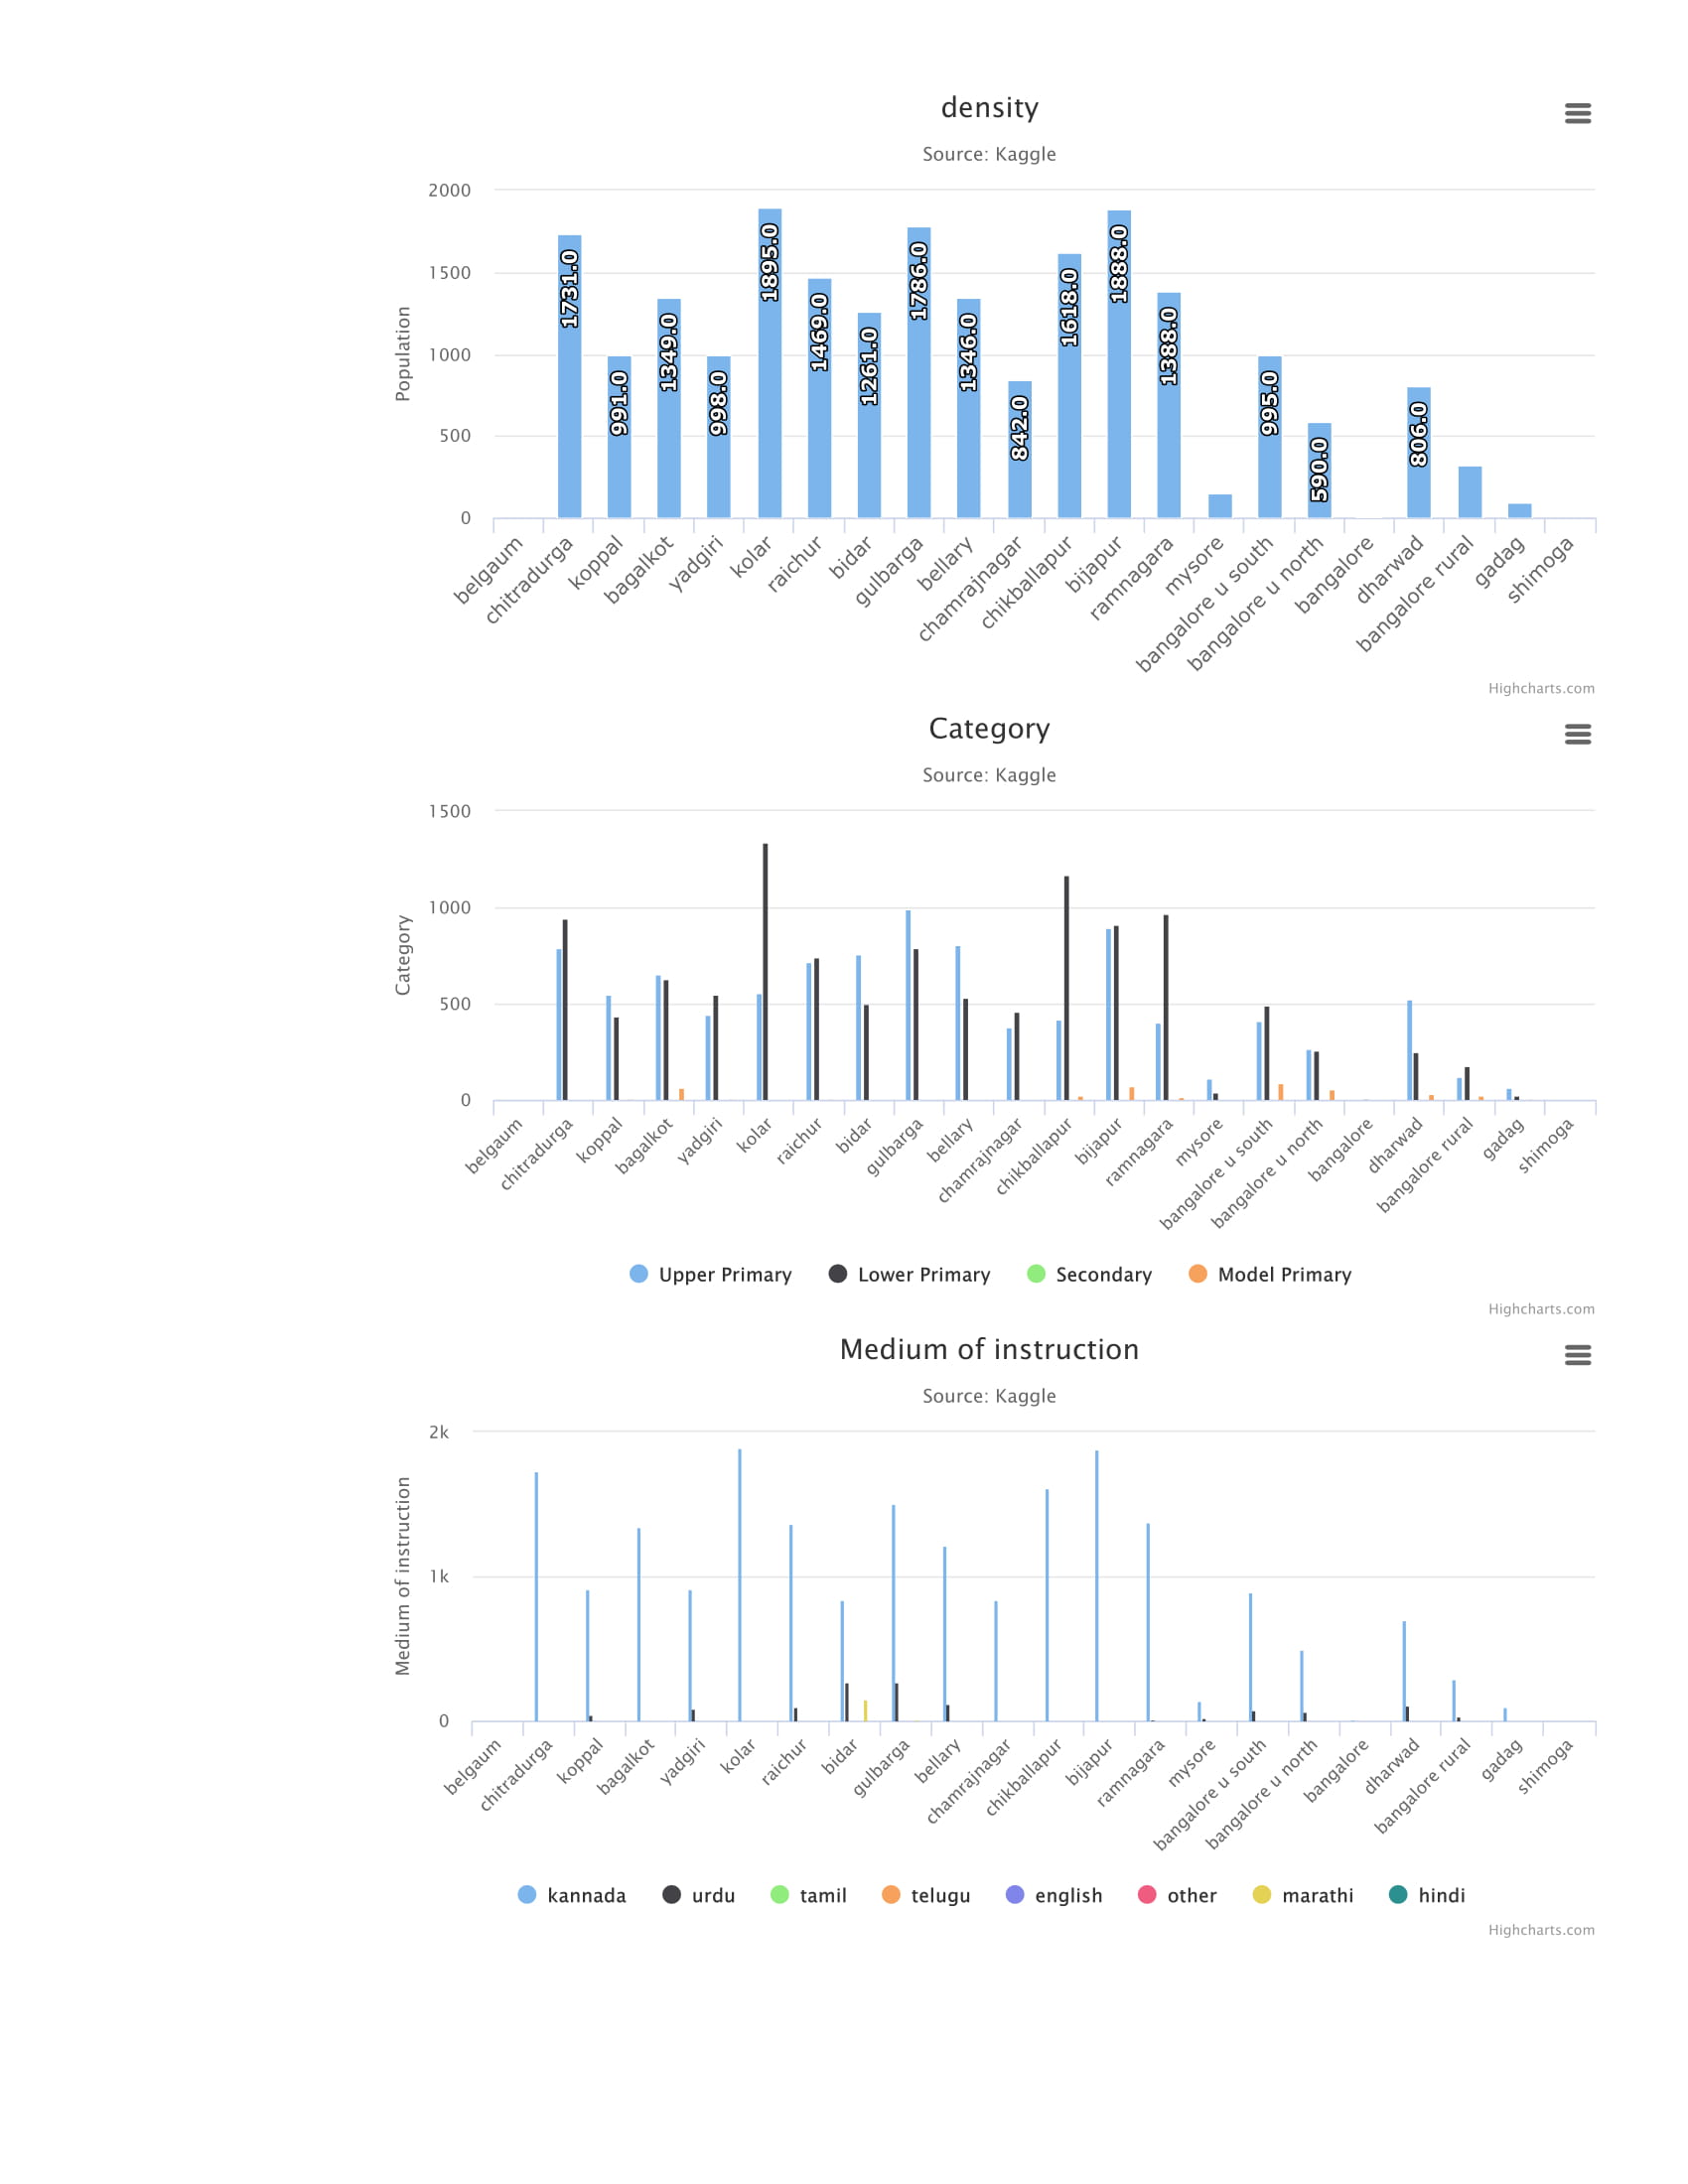 density
Source: Kaggle
2000
1500
1000
500
0
Population
1731.0
991.0
1349.0
998.0
1895.0
1469.0
1261.0
1786.0
1346.0
842.0
1618.0
1888.0
1388.0
995.0
590.0
806.0
belgaum
chitradurga
koppal
bagalkot
yadgiri
kolar
raichur
bidar
gulbarga
bellary
chamrajnagar
chikballapur
bijapur
ramnagara
mysore
bangalore u south
bangalore u north
bangalore
dharwad
bangalore rural
gadag
shimoga
Highcharts.com
Category
Source: Kaggle
1500
1000
500
0
Category
belgaum
chitradurga
koppal
bagalkot
yadgiri
kolar
raichur
bidar
gulbarga
bellary
chamrajnagar
chikballapur
bijapur
ramnagara
mysore
bangalore u south
bangalore u north
bangalore
dharwad
bangalore rural
gadag
shimoga
Upper Primary Lower Primary Secondary Model Primary
Highcharts.com
Medium of instruction
Source: Kaggle
2k
1k
0
Medium of instruction
belgaum
chitradurga
koppal
bagalkot
yadgiri
kolar
raichur
bidar
gulbarga
bellary
chamrajnagar
chikballapur
bijapur
ramnagara
mysore
bangalore u south
bangalore u north
bangalore
dharwad
bangalore rural
gadag
shimoga
kannada urdu tamil telugu english other marathi hindi
Highcharts.com